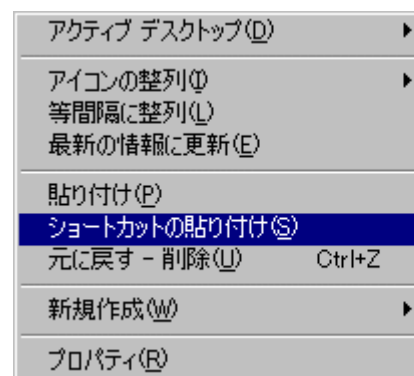 アクティブ デスクトップ(D)
アイコンの整列(I)
等間隔に整列(L)
最新の情報に更新(E)
貼り付け(P)
ショートカットの貼り付け(S)
元に戻す - 削除(U) Ctrl+Z
新規作成(W)
プロパティ(R)